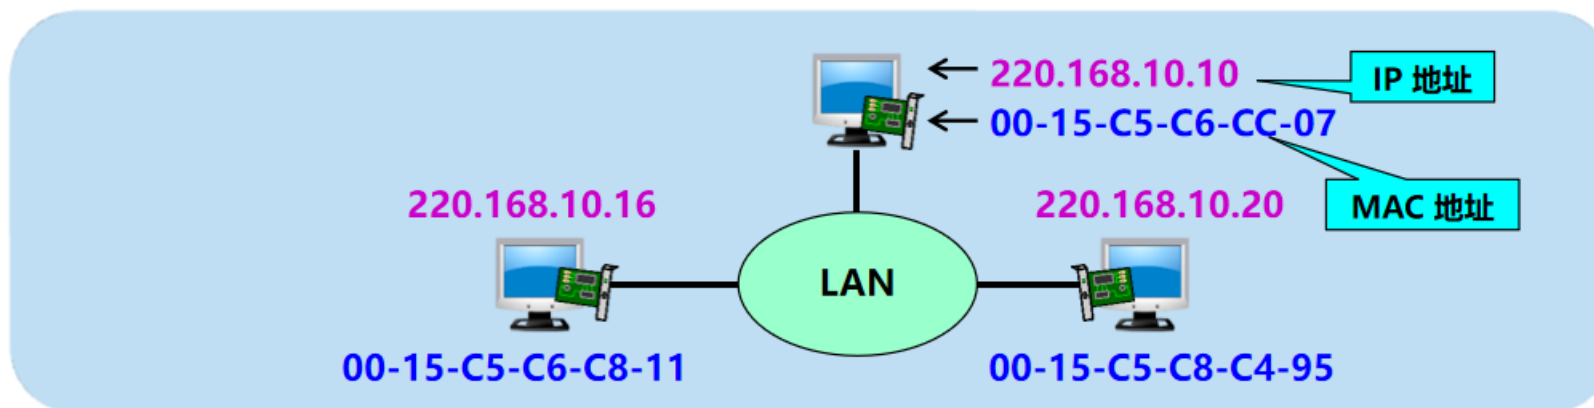 220.168.10.10
IP 地址
00-15-C5-C6-CC-07
MAC 地址
220.168.10.16
220.168.10.20
LAN
00-15-C5-C6-C8-11
00-15-C5-C8-C4-95